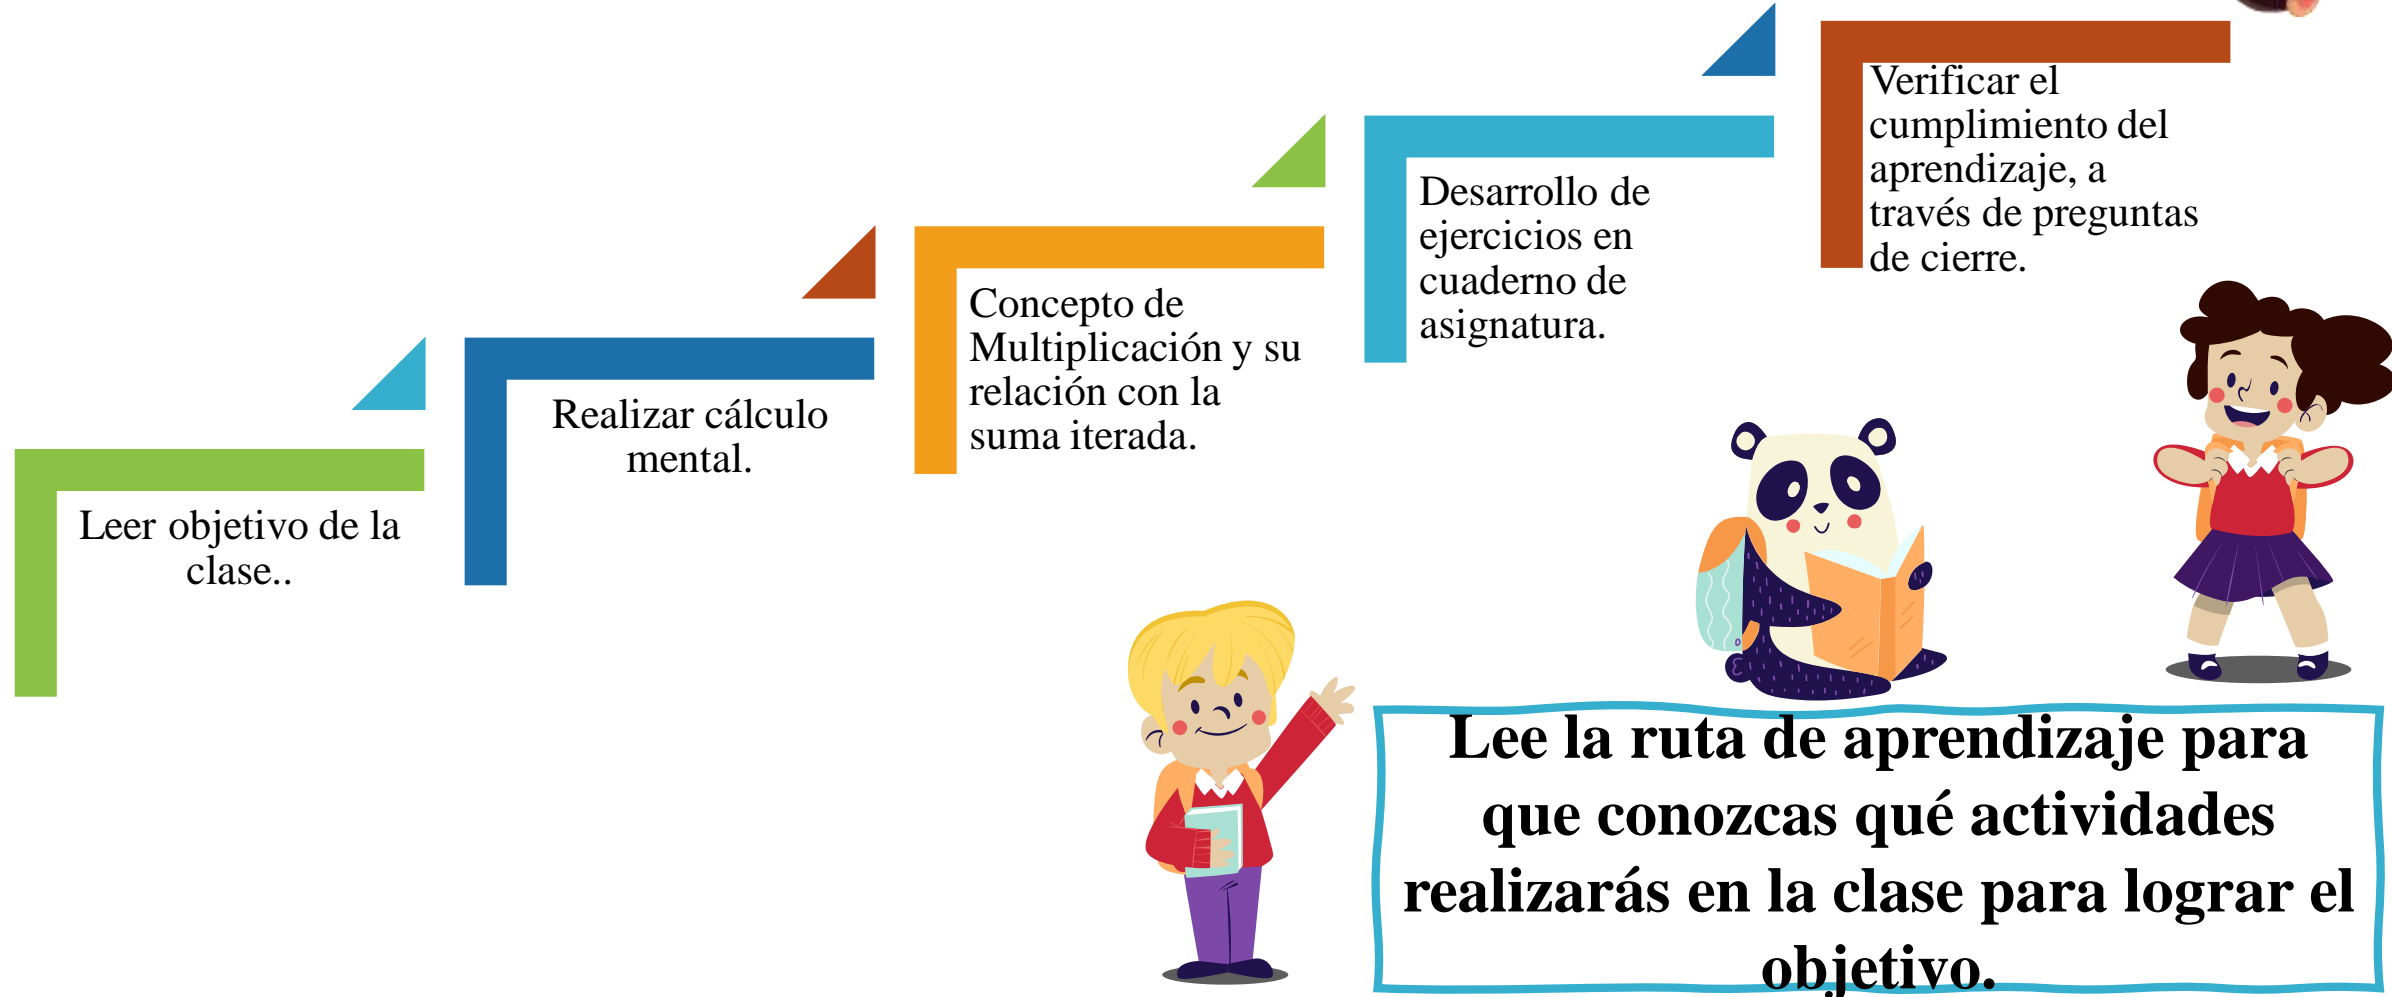 Leer objetivo de la
clase..
Realizar cálculo
mental.
Concepto de
Multiplicación y su
relación con la
suma iterada.
Desarrollo de
ejercicios en
cuaderno de
asignatura.
Verificar el
cumplimiento del
aprendizaje, a
través de preguntas
de cierre.
Lee la ruta de aprendizaje para
que conozcas qué actividades
realizarás en la clase para lograr el
objetivo.